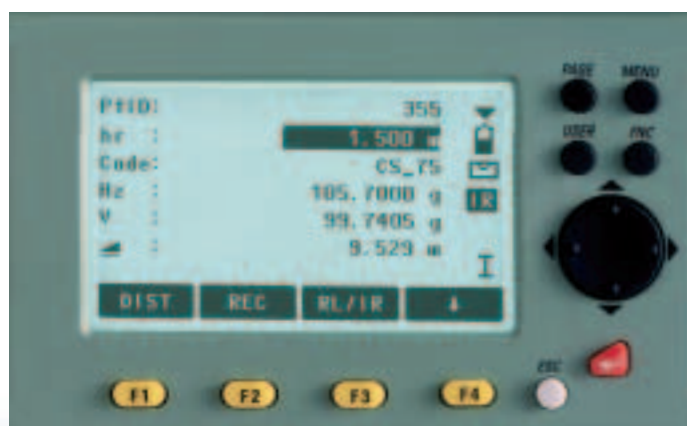 PAGE MENU
PtID: 355
hr : 1.500 m
USER FNC
Code: CS_75
Hz : 105.7000 g
IR
V : 99.7405 g
: 9.529 m
I
DIST REC RL/IR
ESC
F1 F2 F3 F4